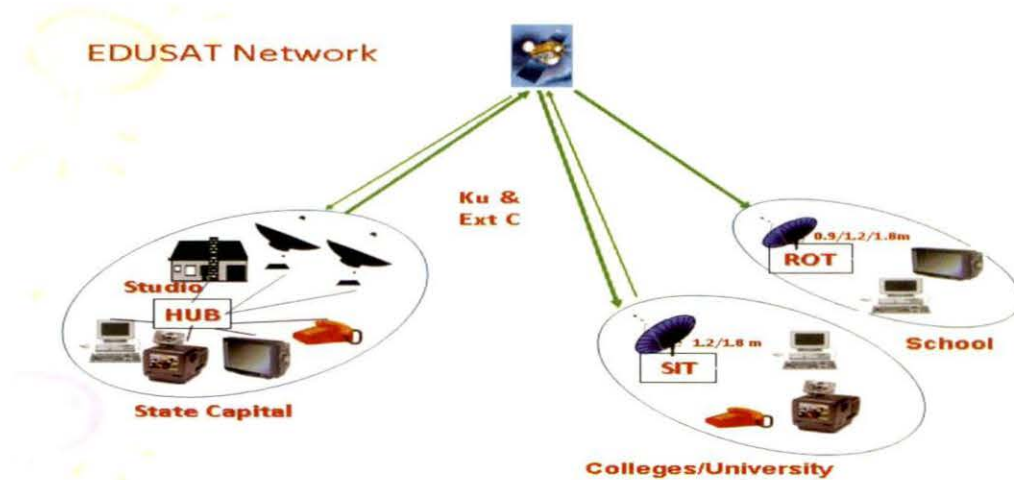 EDUSAT Network
Ku &
Ext C
Studio
HUB
State Capital
0.9/1.2/1.8m
ROT
School
1.2/1.8 m
SIT
Colleges/University